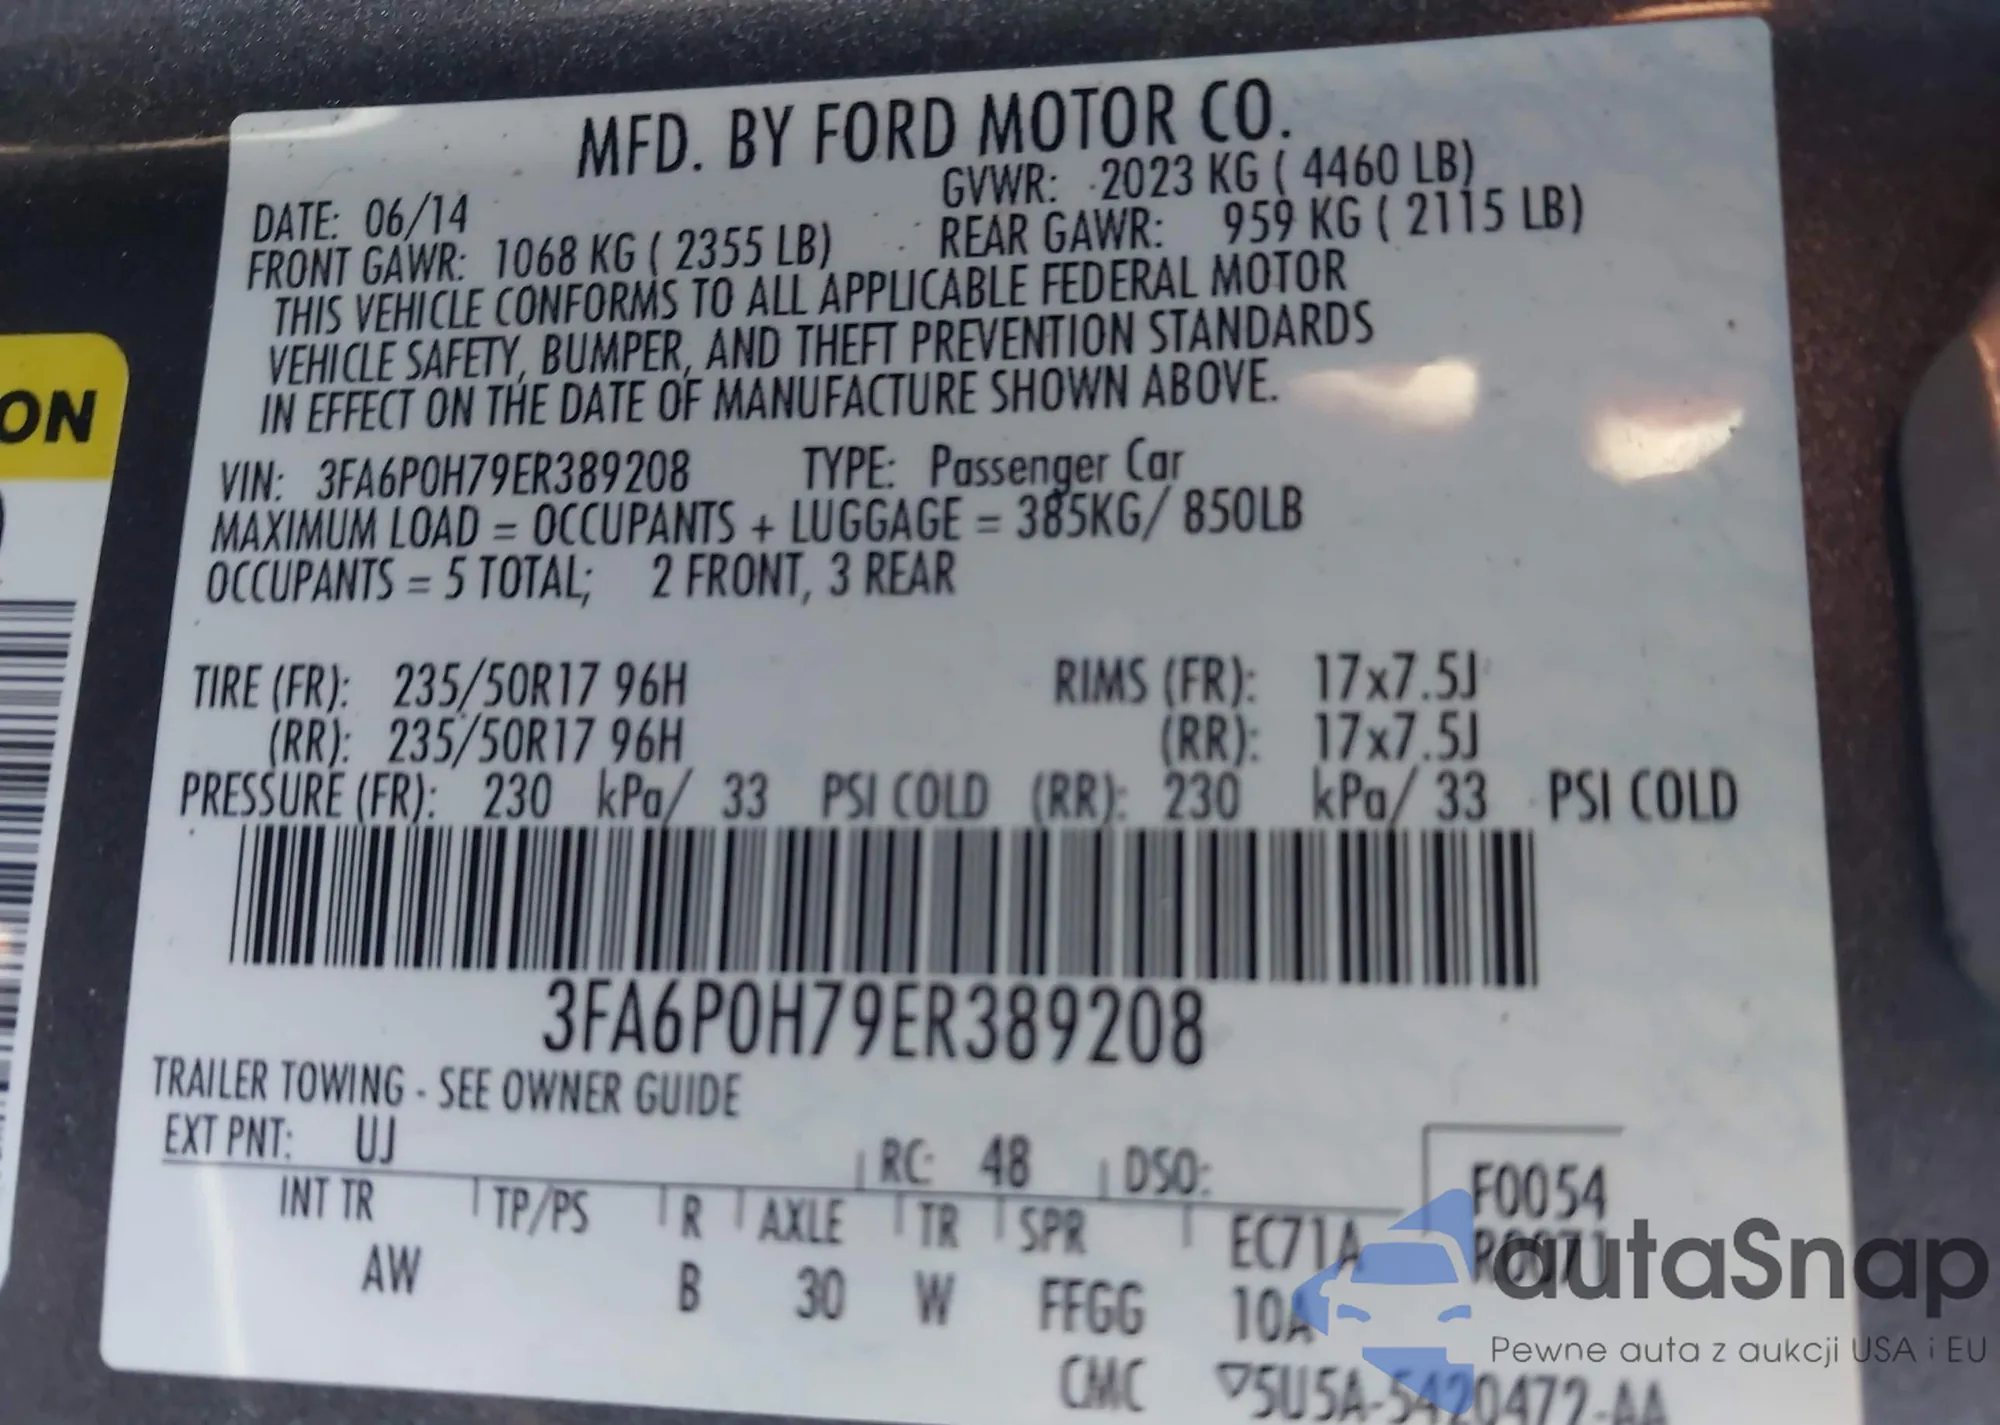 MFD. BY FORD MOTOR CO.
DATE: 06/14 GVWR: 2023 KG ( 4460 LB)
FRONT GAWR: 1068 KG ( 2355 LB) REAR GAWR: 959 KG ( 2115 LB)
THIS VEHICLE CONFORMS TO ALL APPLICABLE FEDERAL MOTOR
VEHICLE SAFETY, BUMPER, AND THEFT PREVENTION STANDARDS
IN EFFECT ON THE DATE OF MANUFACTURE SHOWN ABOVE.
ON
VIN: 3FA6P0H79ER389208 TYPE: Passenger Car
MAXIMUM LOAD = OCCUPANTS + LUGGAGE = 385KG/ 850LB
OCCUPANTS = 5 TOTAL; 2 FRONT, 3 REAR
TIRE (FR): 235/50R17 96H RIMS (FR): 17x7.5J
(RR): 235/50R17 96H (RR): 17x7.5J
PRESSURE (FR): 230 kPa/ 33 PSI COLD (RR): 230 kPa/ 33 PSI COLD
3FA6P0H79ER389208
TRAILER TOWING - SEE OWNER GUIDE
EXT PNT: UJ RC: 48 DSO: F0054
INT TR TP/PS R AXLE TR SPR EC71A R0071
AW B 30 W FFGG 10A
CMC 5U5A-5420472-AA
autaSnap
Pewne auta z aukcji USA i EU